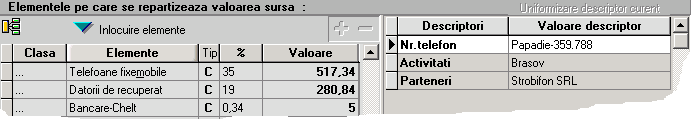 Elementele pe care se repartizeaza valoarea sursa :
Uniformizare descriptor curent
Inlocuire elemente
Clasa Elemente Tip % Valoare
... Telefoane fixemobile C 35 517,34
... Datorii de recuperat C 19 280,84
... Bancare-Chelt C 0,34 5
Descriptori Valoare descriptor
Nr.telefon Papadie-359.788
Activitati Brasov
Parteneri Strobifon SRL